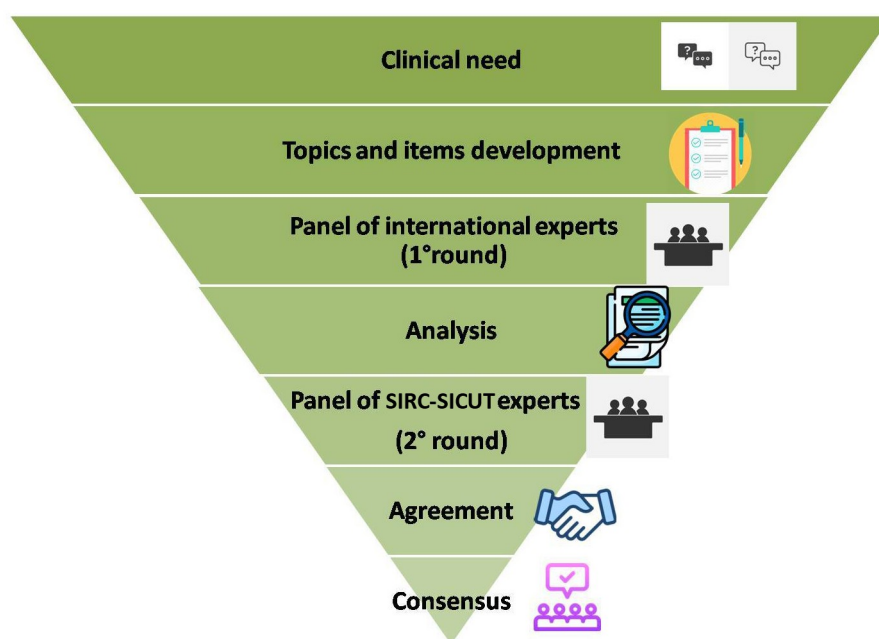 Clinical need
Topics and items development
Panel of international experts
(1°round)
Analysis
Panel of SIRC-SICUT experts
(2° round)
Agreement
Consensus